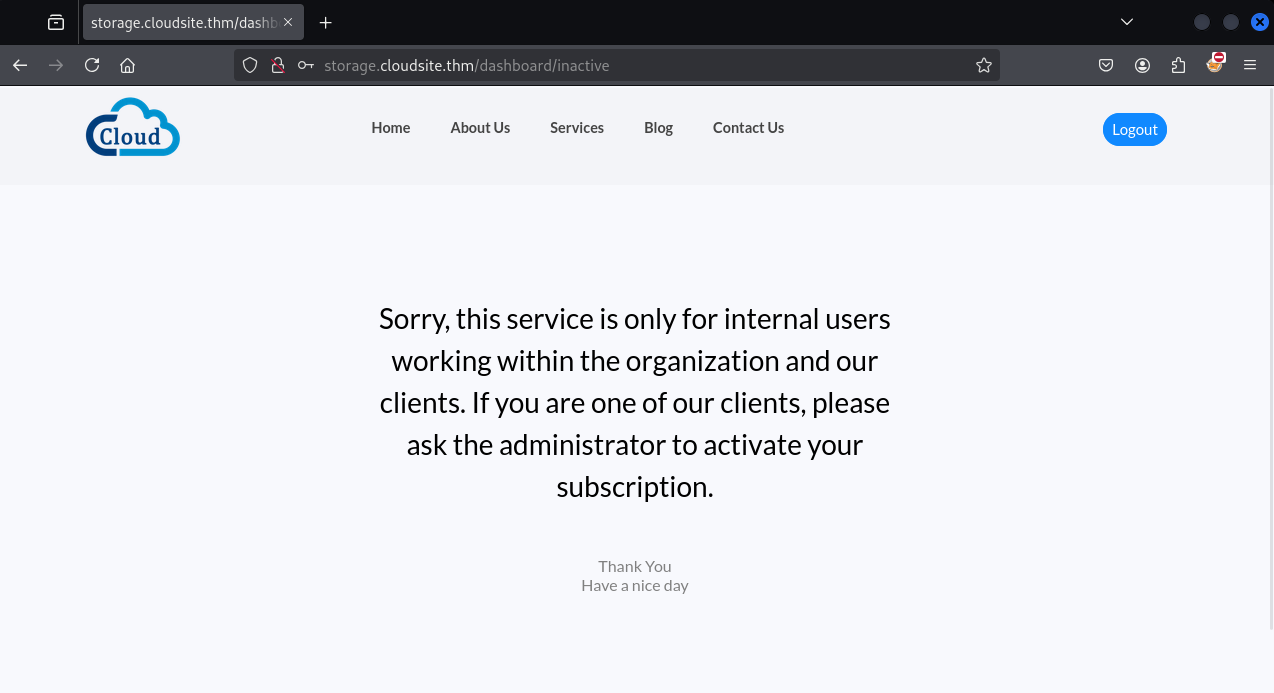 storage.cloudsite.thm/dashb
storage.cloudsite.thm/dashboard/inactive
Cloud
Home
About Us
Services
Blog
Contact Us
Logout
Sorry, this service is only for internal users
working within the organization and our
clients. If you are one of our clients, please
ask the administrator to activate your
subscription.
Thank You
Have a nice day